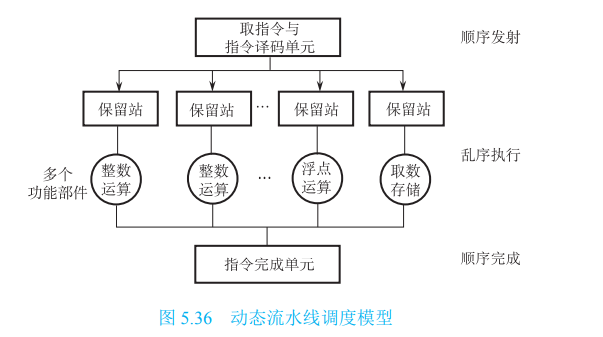 取指令与
指令译码单元
顺序发射
保留站
保留站
…
保留站
保留站
乱序执行
多个
功能部件
整数
运算
整数
运算
…
浮点
运算
取数
存储
指令完成单元
顺序完成
图 5.36 动态流水线调度模型